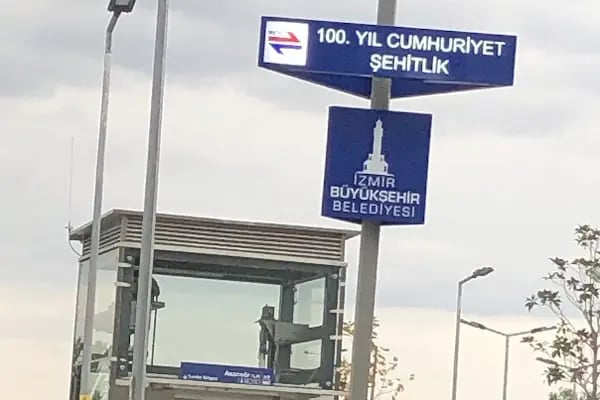 100. YIL CUMHURİYET
ŞEHİTLİK
İZMİR
BÜYÜKŞEHİR
BELEDİYESİ